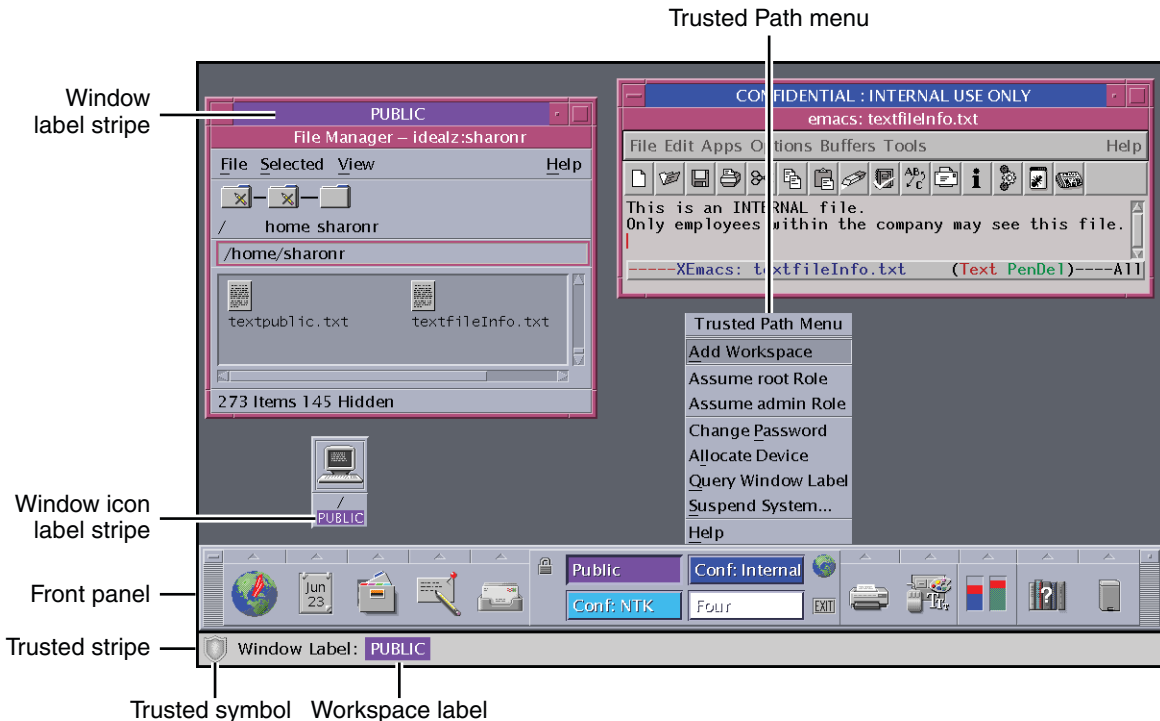 Trusted Path menu
Window
label stripe
PUBLIC
File Manager – idealz:sharonr
File Selected View Help
/ home sharonr
/home/sharonr
textpublic.txt textfileInfo.txt
273 Items 145 Hidden
CONFIDENTIAL : INTERNAL USE ONLY
emacs: textfileInfo.txt
File Edit Apps Options Buffers Tools Help
This is an INTERNAL file.
Only employees within the company may see this file.
-----XEmacs: textfileInfo.txt (Text PenDel)----All
Trusted Path Menu
Add Workspace
Assume root Role
Assume admin Role
Change Password
Allocate Device
Query Window Label
Suspend System...
Help
Window icon
label stripe
/
PUBLIC
Front panel
Jun
23
Public
Conf: Internal
Conf: NTK
Four
EXIT
Trusted stripe
Window Label: PUBLIC
Trusted symbol
Workspace label